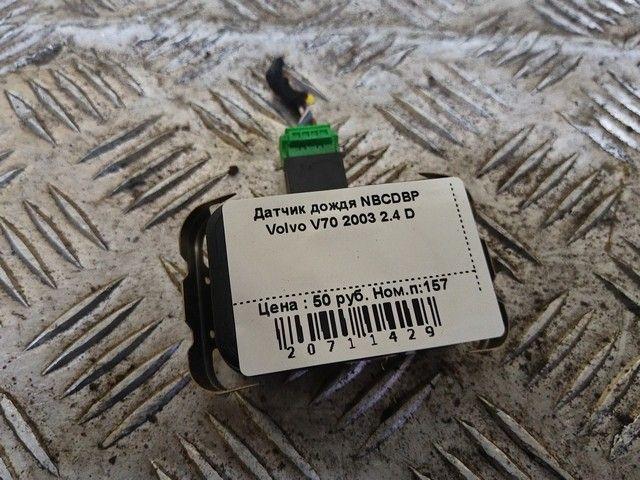 Датчик дождя NBCDBP
Volvo V70 2003 2.4 D
Цена : 50 руб. Ном.п:157
20711429